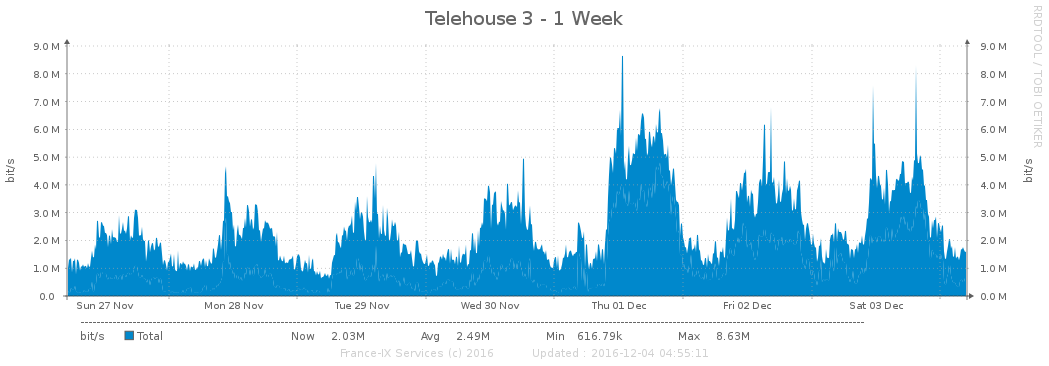 Telehouse 3 - 1 Week
RRDTOOL / TOBI OETIKER
bit/s
9.0 M 9.0 M
8.0 M 8.0 M
7.0 M 7.0 M
6.0 M 6.0 M
5.0 M 5.0 M
4.0 M 4.0 M
3.0 M 3.0 M
2.0 M 2.0 M
1.0 M 1.0 M
0.0 0.0 M
bit/s
Sun 27 Nov Mon 28 Nov Tue 29 Nov Wed 30 Nov Thu 01 Dec Fri 02 Dec Sat 03 Dec
bit/s Total Now 2.03M Avg 2.49M Min 616.79k Max 8.63M
France-IX Services (c) 2016 Updated : 2016-12-04 04:55:11